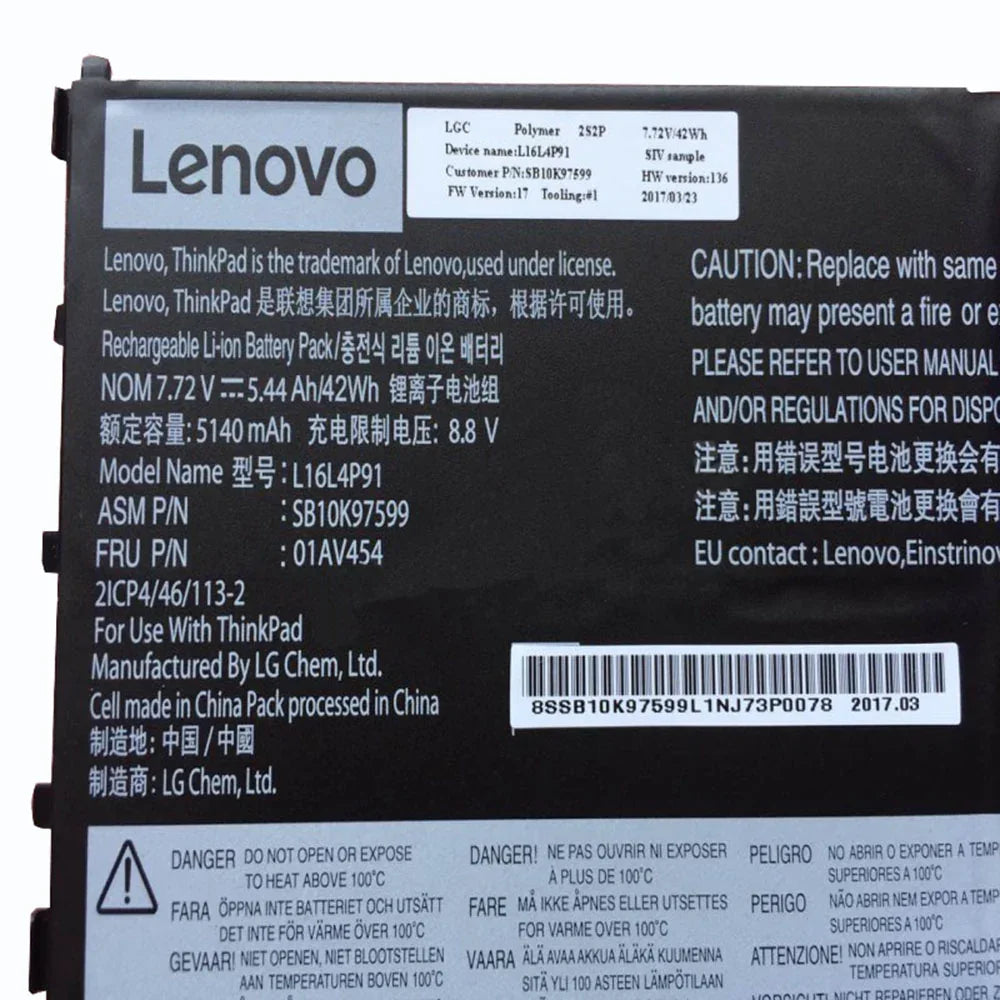 Lenovo
LGC Polymer 2S2P 7.72V/42Wh
Device name:L16L4P91 SIV sample
Customer P/N:SB10K97599 HW version:136
FW Version:17 Tooling:#1 2017/03/23
Lenovo, ThinkPad is the trademark of Lenovo,used under license.
Lenovo, ThinkPad 是联想集团所属企业的商标，根据许可使用。
Rechargeable Li-ion Battery Pack/충전식 리튬 이온 배터리
NOM 7.72 V ⎓ 5.44 Ah/42Wh 锂离子电池组
额定容量: 5140 mAh 充电限制电压: 8.8 V
Model Name 型号: L16L4P91
ASM P/N : SB10K97599
FRU P/N : 01AV454
2ICP4/46/113-2
For Use With ThinkPad
Manufactured By LG Chem, Ltd.
Cell made in China Pack processed in China
制造地: 中国 / 中國
制造商: LG Chem, Ltd.
CAUTION: Replace with same
battery may present a fire or e
PLEASE REFER TO USER MANUAL
AND/OR REGULATIONS FOR DISPO
注意: 用错误型号电池更换会有
注意: 用錯誤型號電池更換會有
EU contact : Lenovo,Einstrinov
8SSB10K97599L1NJ73P0078 2017.03
DANGER DO NOT OPEN OR EXPOSE
TO HEAT ABOVE 100°C
DANGER! NE PAS OUVRIR NI EXPOSER
À PLUS DE 100°C
PELIGRO NO ABRIR O EXPONER A TEMP
SUPERIORES A 100°C
FARA ÖPPNA INTE BATTERIET OCH UTSÄTT
DET INTE FÖR VÄRME ÖVER 100°C
FARE MÅ IKKE ÅPNES ELLER UTSETTES
FOR VARME OVER 100°C
PERIGO NÃO ABRIR NEM EXPOR A TEMP
SUPERIORES A 100°C
GEVAAR! NIET OPENEN, NIET BLOOTSTELLEN
AAN TEMPERATUREN BOVEN 100°C
VAARA ÄLÄ AVAA AKKUA ÄLÄKÄ KUUMENNA
SITÄ YLI 100 ASTEEN LÄMPÖTILAAN
ATTENZIONE! NON APRIRE O RISCALDAR
TEMPERATURA SUPERIOR
VORSICHT! NICHT REPARIEREN ODER Z